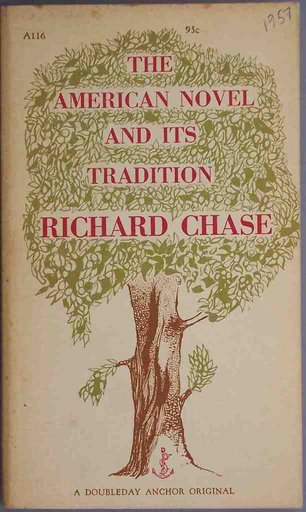 A116
95c
1957
THE
AMERICAN NOVEL
AND ITS
TRADITION
RICHARD CHASE
A DOUBLEDAY ANCHOR ORIGINAL